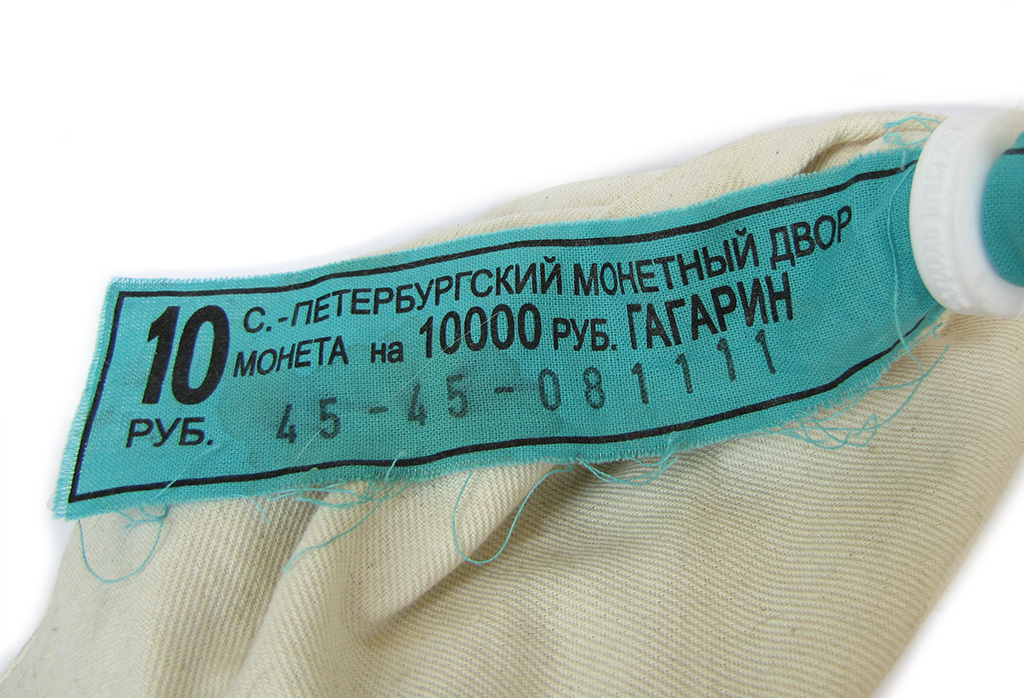 10
РУБ.
С.-ПЕТЕРБУРГСКИЙ МОНЕТНЫЙ ДВОР
МОНЕТА на 10000 РУБ. ГАГАРИН
45-45-081111